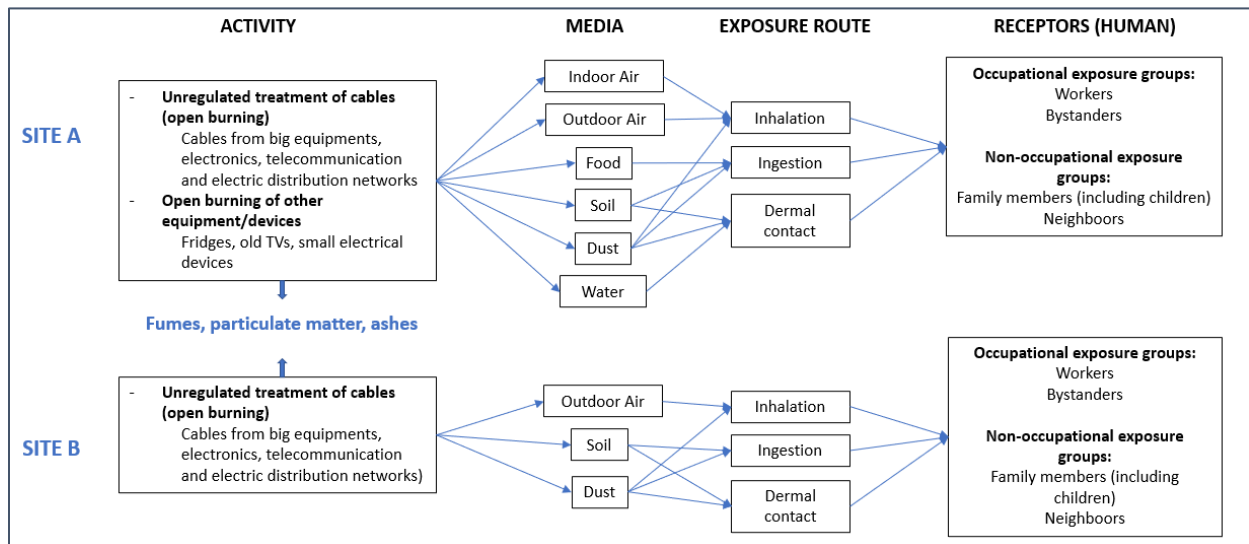 ACTIVITY
MEDIA
EXPOSURE ROUTE
RECEPTORS (HUMAN)
SITE A
- Unregulated treatment of cables
(open burning)
Cables from big equipments,
electronics, telecommunication
and electric distribution networks
- Open burning of other
equipment/devices
Fridges, old TVs, small electrical
devices
Indoor Air
Outdoor Air
Food
Soil
Dust
Water
Inhalation
Ingestion
Dermal
contact
Occupational exposure groups:
Workers
Bystanders
Non-occupational exposure
groups:
Family members (including children)
Neighboors
Fumes, particulate matter, ashes
SITE B
- Unregulated treatment of cables
(open burning)
Cables from big equipments,
electronics, telecommunication
and electric distribution networks)
Outdoor Air
Soil
Dust
Inhalation
Ingestion
Dermal
contact
Occupational exposure groups:
Workers
Bystanders
Non-occupational exposure
groups:
Family members (including
children)
Neighboors